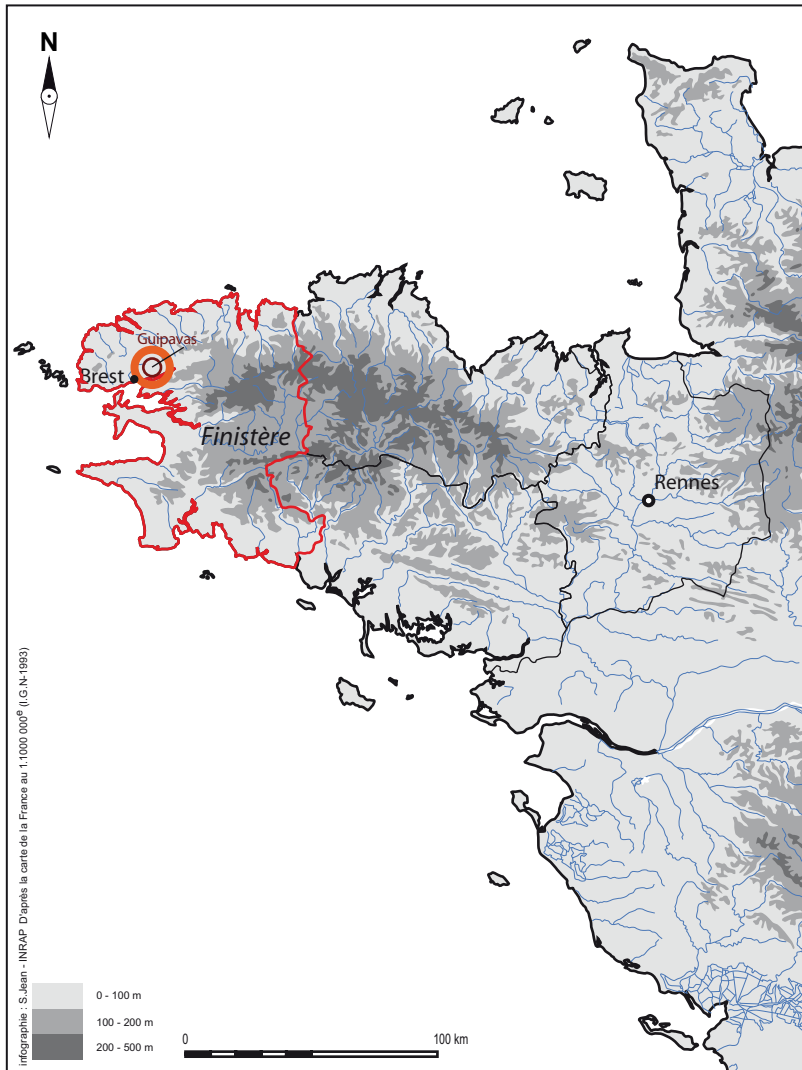 N
Guipavas
Brest
Finistère
Rennes
infographie : S.Jean - INRAP D'après la carte de la France au 1.1000 000e (I.G.N-1993)
0 - 100 m
100 - 200 m
200 - 500 m
0
100 km